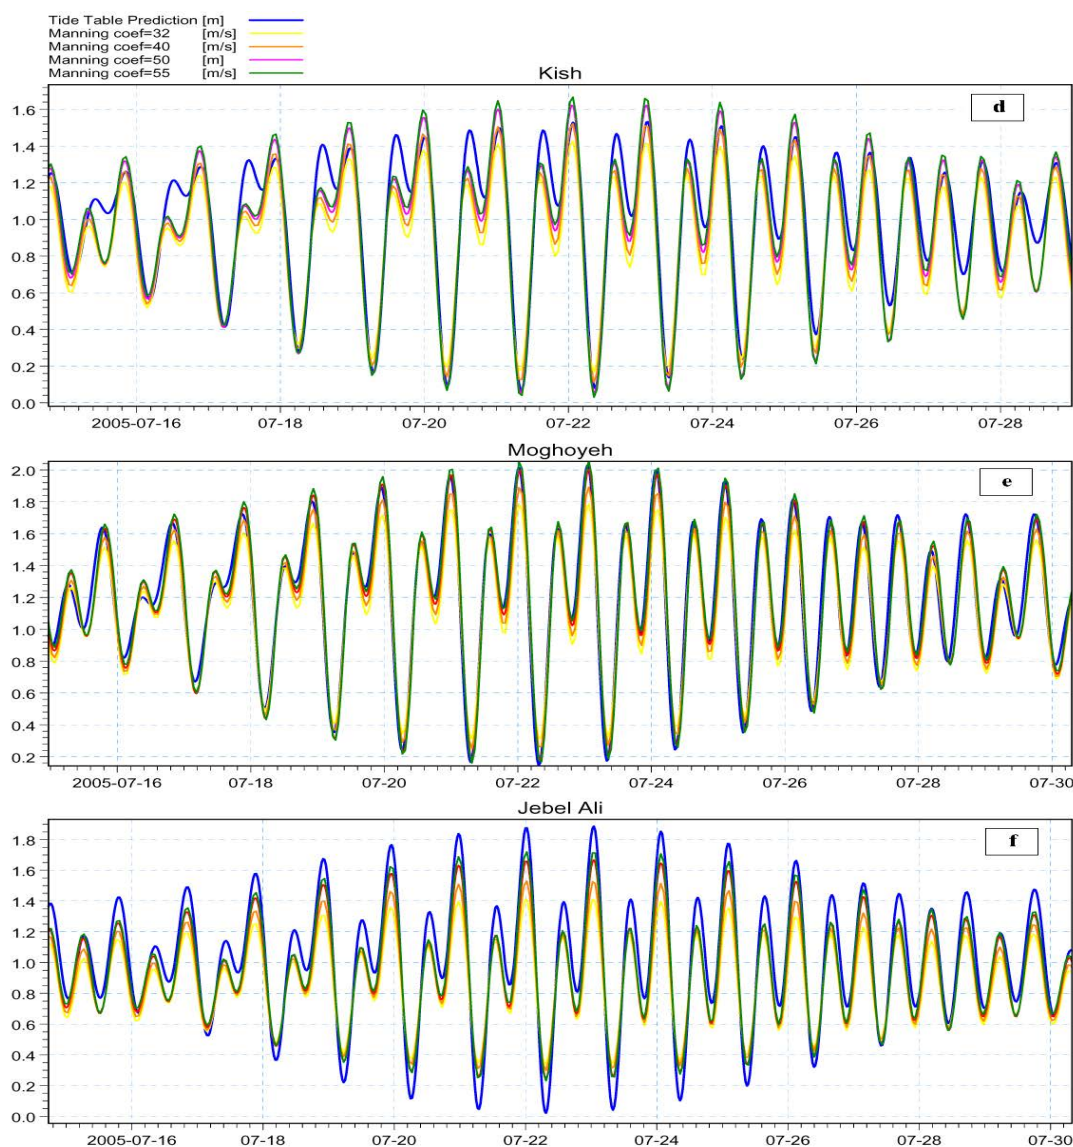 Tide Table Prediction [m]
Manning coef=32 [m/s]
Manning coef=40 [m/s]
Manning coef=50 [m]
Manning coef=55 [m/s]
Kish
d
1.6
1.4
1.2
1.0
0.8
0.6
0.4
0.2
0.0
2005-07-16 07-18 07-20 07-22 07-24 07-26 07-28
Moghoyeh
e
2.0
1.8
1.6
1.4
1.2
1.0
0.8
0.6
0.4
0.2
2005-07-16 07-18 07-20 07-22 07-24 07-26 07-28 07-30
Jebel Ali
f
1.8
1.6
1.4
1.2
1.0
0.8
0.6
0.4
0.2
0.0
2005-07-16 07-18 07-20 07-22 07-24 07-26 07-28 07-30